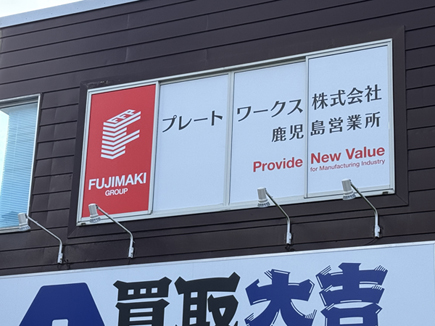 FUJIMAKI
GROUP
プレートワークス株式会社
鹿児島営業所
Provide New Value
for Manufacturing Industry
買取大吉